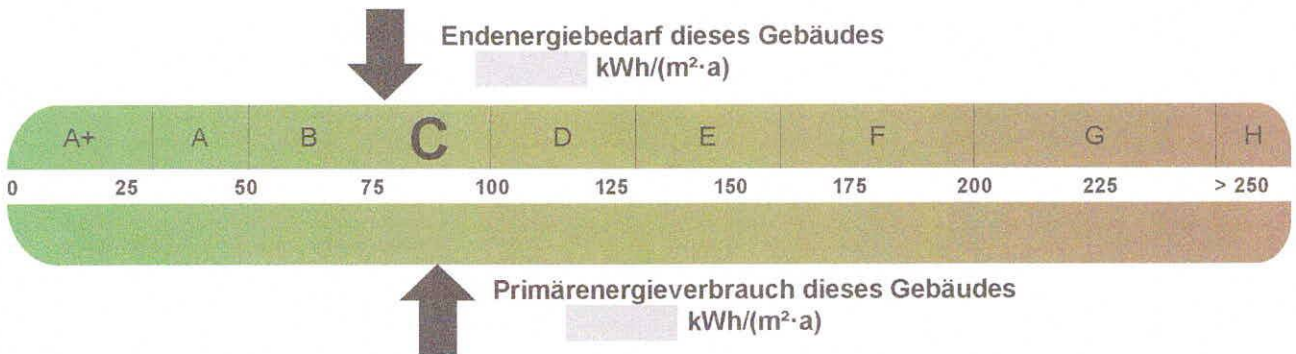 Endenergiebedarf dieses Gebäudes
kWh/(m²·a)
A+ A B C D E F G H
0 25 50 75 100 125 150 175 200 225 > 250
Primärenergieverbrauch dieses Gebäudes
kWh/(m²·a)